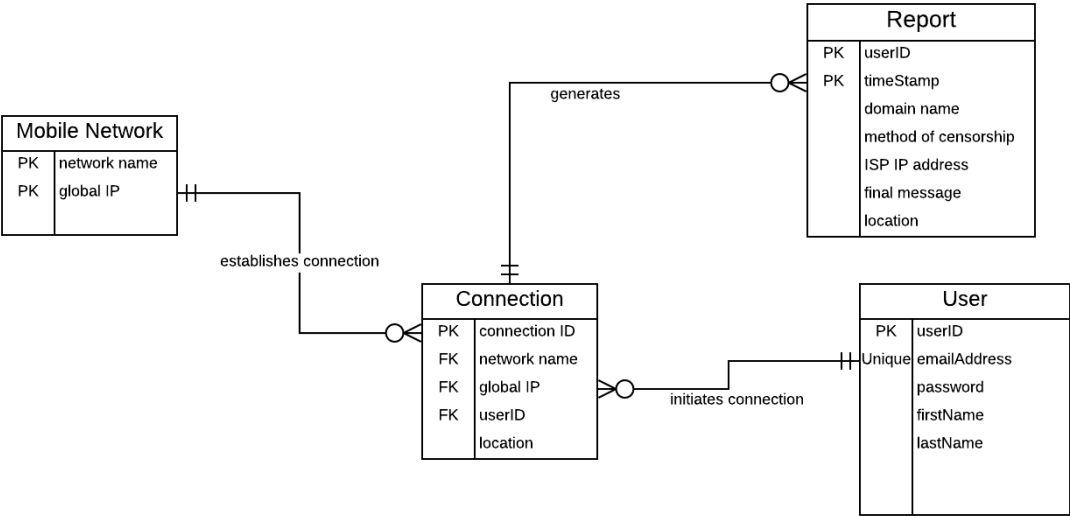 Report
PK userID
PK timeStamp
domain name
method of censorship
ISP IP address
final message
location
generates
Mobile Network
PK network name
PK global IP
establishes connection
Connection
PK connection ID
FK network name
FK global IP
FK userID
location
initiates connection
User
PK userID
Unique emailAddress
password
firstName
lastName